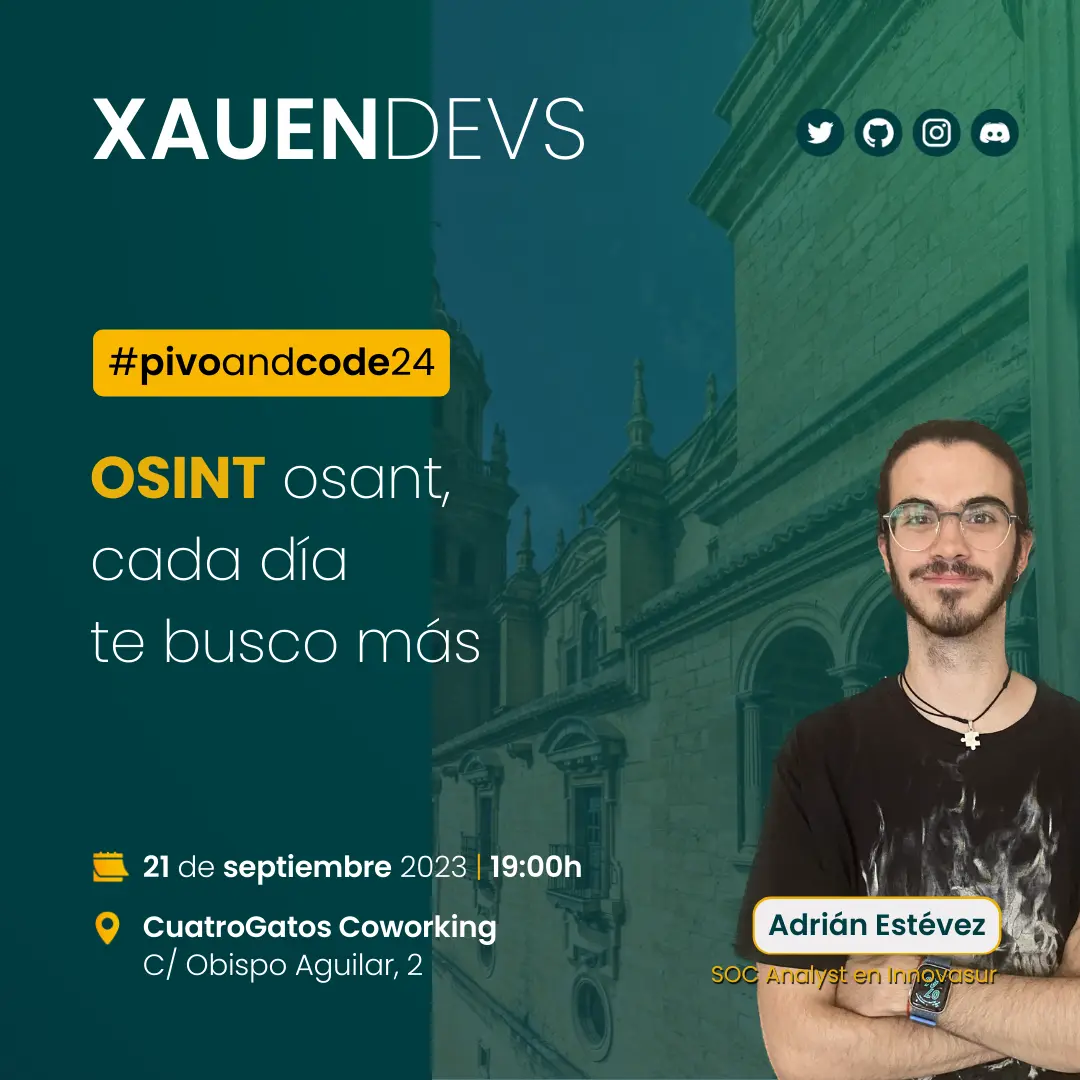 XAUENDEVS
#pivoandcode24
OSINT osant,
cada día
te busco más
21 de septiembre 2023 | 19:00h
CuatroGatos Coworking
C/ Obispo Aguilar, 2
Adrián Estévez
SOC Analyst en Innovasur